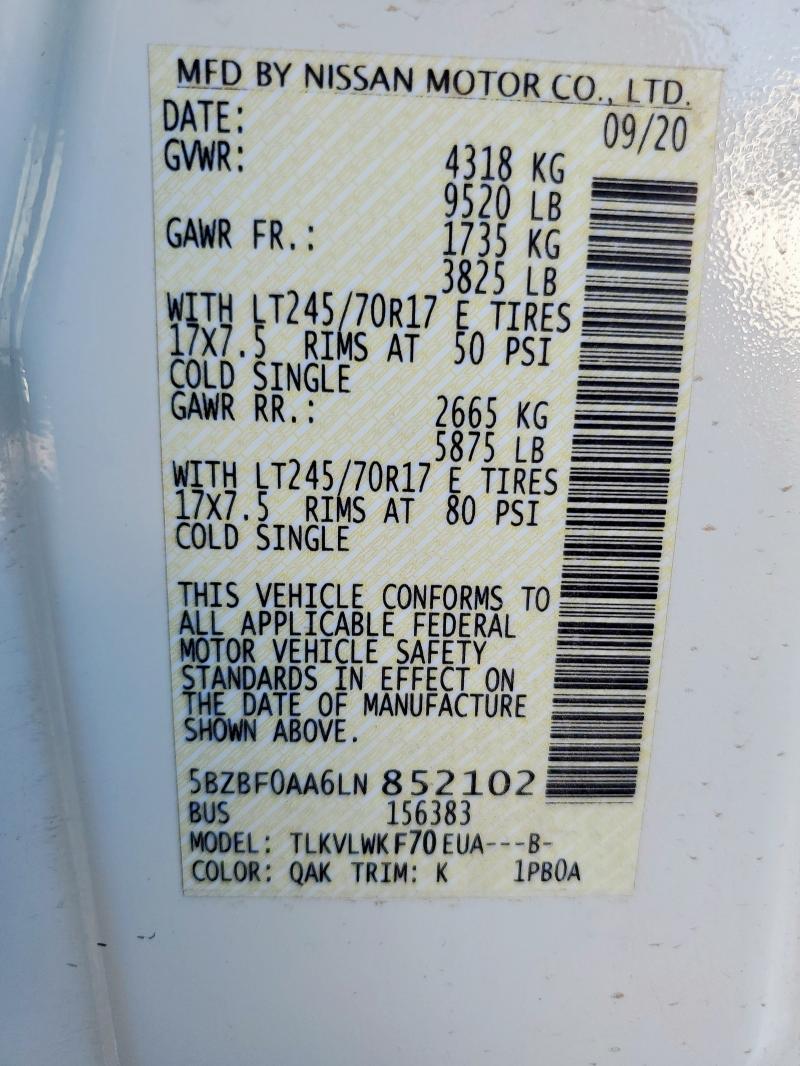 MFD BY NISSAN MOTOR CO., LTD.
DATE: 09/20
GVWR: 4318 KG
9520 LB
GAWR FR.: 1735 KG
3825 LB
WITH LT245/70R17 E TIRES
17X7.5 RIMS AT 50 PSI
COLD SINGLE
GAWR RR.: 2665 KG
5875 LB
WITH LT245/70R17 E TIRES
17X7.5 RIMS AT 80 PSI
COLD SINGLE
THIS VEHICLE CONFORMS TO
ALL APPLICABLE FEDERAL
MOTOR VEHICLE SAFETY
STANDARDS IN EFFECT ON
THE DATE OF MANUFACTURE
SHOWN ABOVE.
5BZBF0AA6LN 852102
BUS 156383
MODEL: TLKVLWKF70EUA---B-
COLOR: QAK TRIM: K 1PB0A